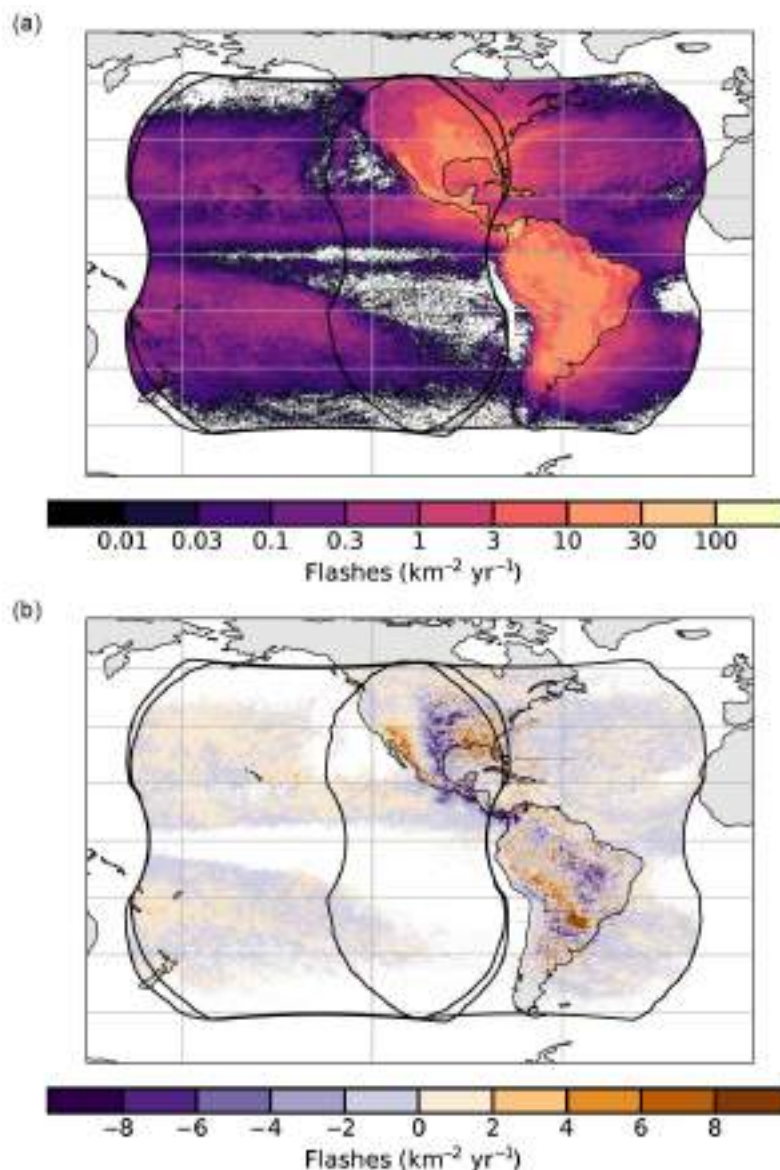 (a)
0.01 0.03 0.1 0.3 1 3 10 30 100
Flashes (km⁻² yr⁻¹)
(b)
−8 −6 −4 −2 0 2 4 6 8
Flashes (km⁻² yr⁻¹)